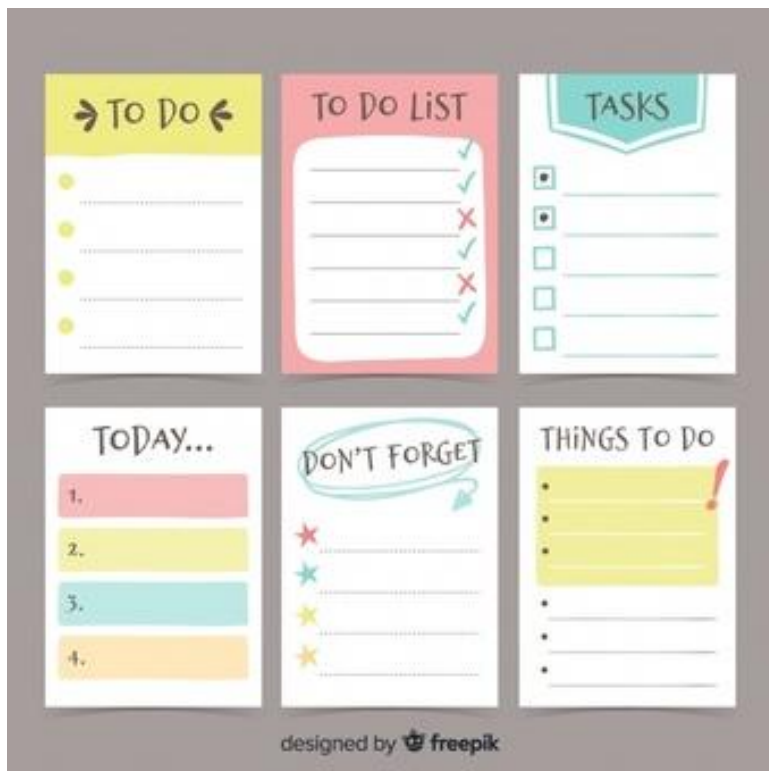 TO DO
TO DO LiST
TASKS
TODAY...
1.
2.
3.
4.
DON'T FORGET
THiNGS TO DO
designed by freepik